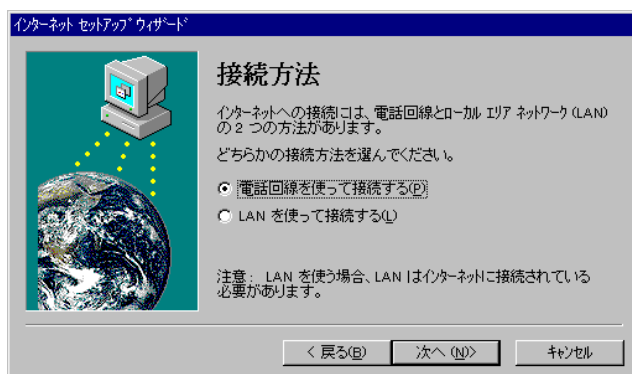 インターネット セットアップ ウィザード
接続方法
インターネットへの接続には、電話回線とローカル エリア ネットワーク (LAN)
の２つの方法があります。
どちらかの接続方法を選んでください。
電話回線を使って接続する(P)
LAN を使って接続する(L)
注意： LAN を使う場合、LAN はインターネットに接続されている
必要があります。
< 戻る(B) 次へ (N)> キャンセル